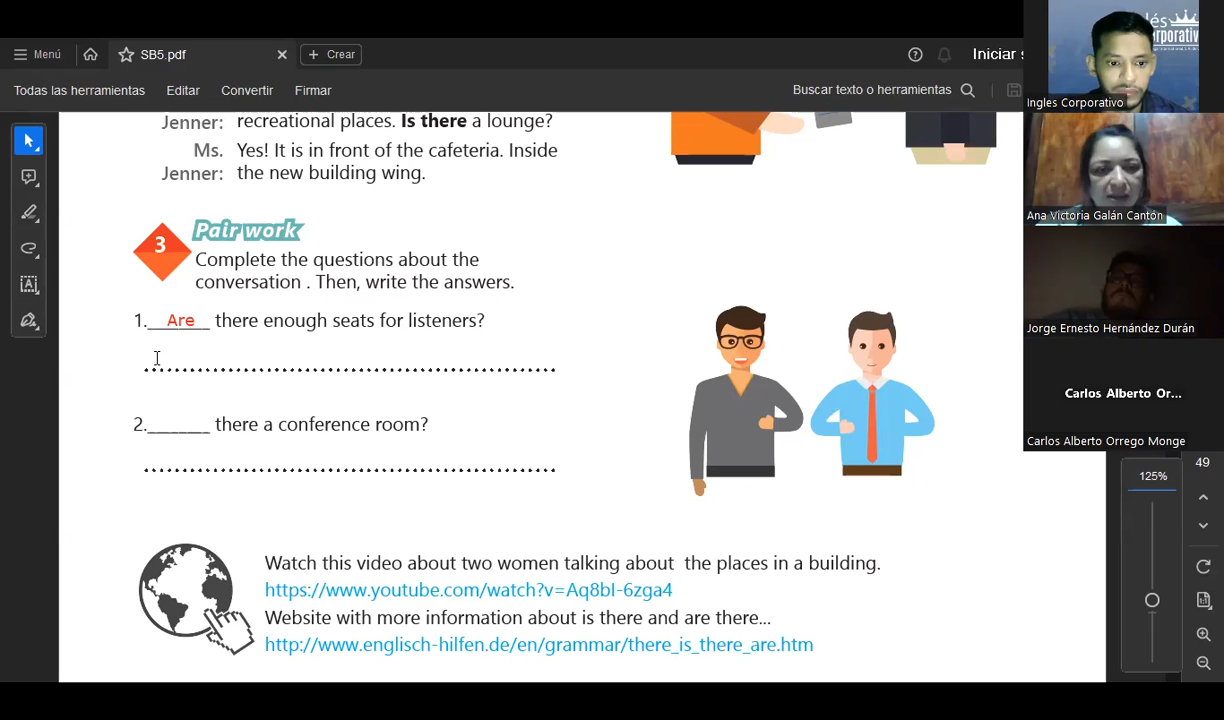 Menú
SB5.pdf
Crear
Iniciar s
Todas las herramientas
Editar
Convertir
Firmar
Buscar texto o herramientas
Jenner: recreational places. Is there a lounge?
Ms. Yes! It is in front of the cafeteria. Inside
Jenner: the new building wing.
3 Pair work
Complete the questions about the
conversation . Then, write the answers.
1. Are there enough seats for listeners?
2._______ there a conference room?
Watch this video about two women talking about the places in a building.
https://www.youtube.com/watch?v=Aq8bI-6zga4
Website with more information about is there and are there...
http://www.englisch-hilfen.de/en/grammar/there_is_there_are.htm
lés
orporativ
Ingles Corporativo
Ana Victoria Galán Cantón
Jorge Ernesto Hernández Durán
Carlos Alberto Or...
Carlos Alberto Orrego Monge
125%
49